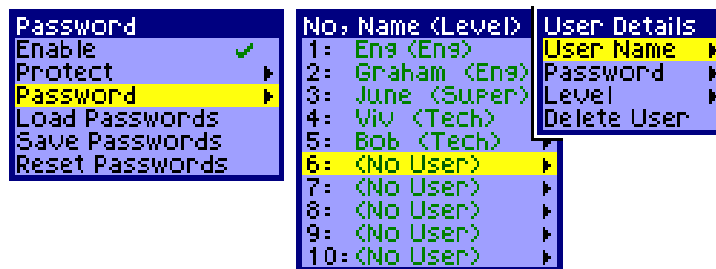 Password
Enable
Protect
Password
Load Passwords
Save Passwords
Reset Passwords
No, Name (Level)
1: Eng (Eng)
2: Graham (Eng)
3: June (Super)
4: Viv (Tech)
5: Bob (Tech)
6: (No User)
7: (No User)
8: (No User)
9: (No User)
10: (No User)
User Details
User Name
Password
Level
Delete User